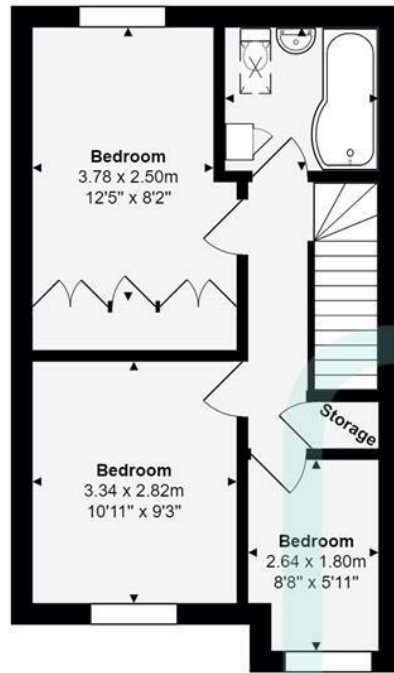 Bedroom
3.78 x 2.50m
12'5" x 8'2"
Bedroom
3.34 x 2.82m
10'11" x 9'3"
Storage
Bedroom
2.64 x 1.80m
8'8" x 5'11"